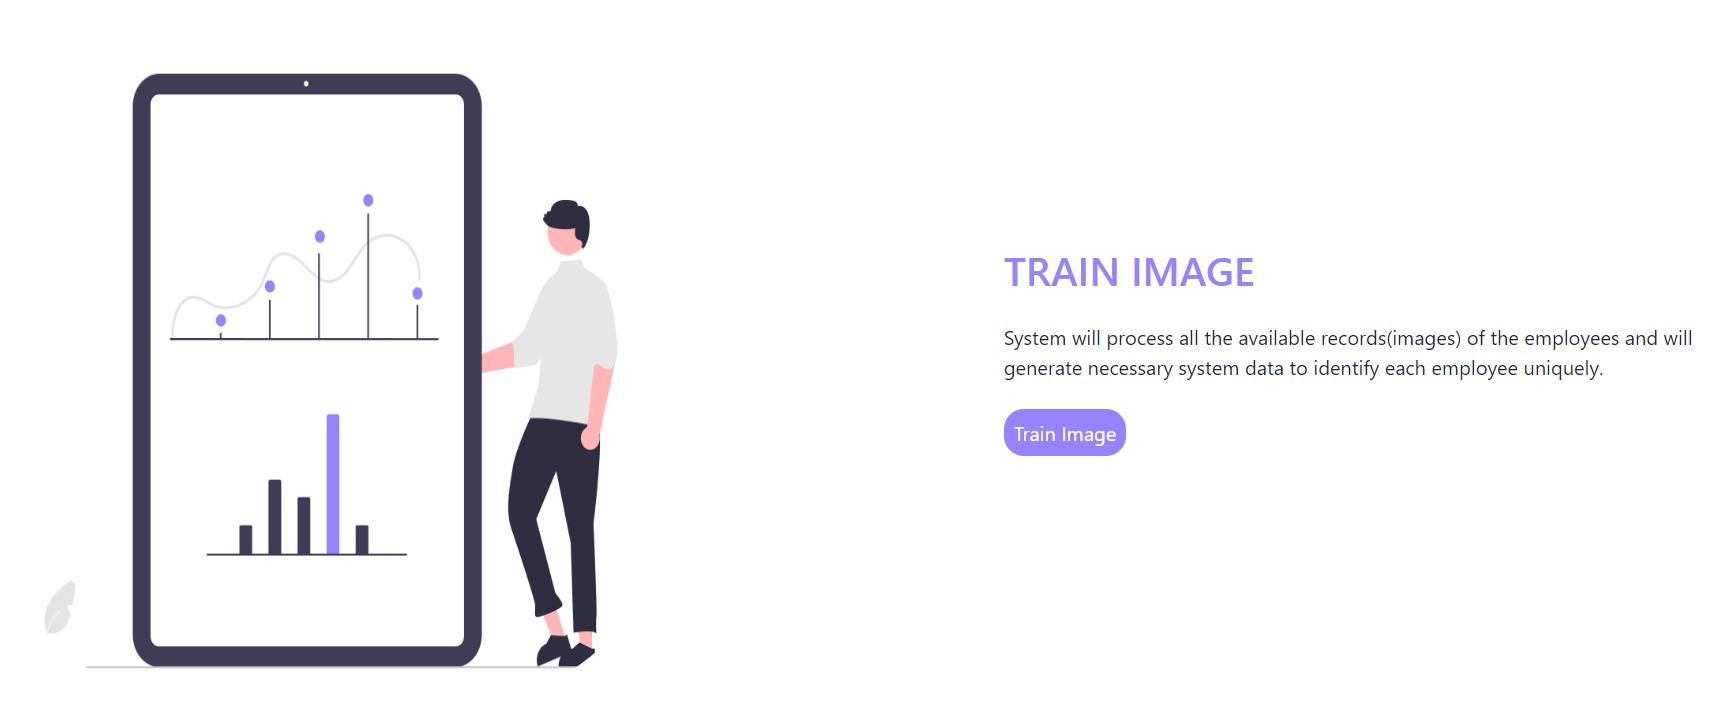 TRAIN IMAGE
System will process all the available records(images) of the employees and will
generate necessary system data to identify each employee uniquely.
Train Image